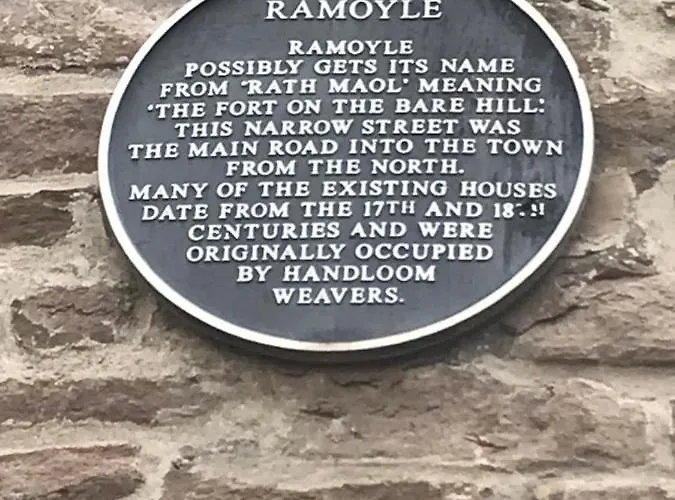 RAMOYLE
RAMOYLE
POSSIBLY GETS ITS NAME
FROM 'RATH MAOL' MEANING
'THE FORT ON THE BARE HILL'.
THIS NARROW STREET WAS
THE MAIN ROAD INTO THE TOWN
FROM THE NORTH.
MANY OF THE EXISTING HOUSES
DATE FROM THE 17TH AND
CENTURIES AND WERE
ORIGINALLY OCCUPIED
BY HANDLOOM
WEAVERS.